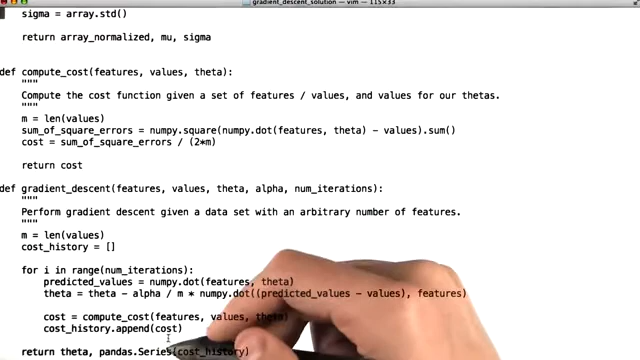 gradient_descent_solution — vim — 115×33
sigma = array.std()
return array_normalized, mu, sigma
def compute_cost(features, values, theta):
"""
Compute the cost function given a set of features / values, and values for our thetas.
"""
m = len(values)
sum_of_square_errors = numpy.square(numpy.dot(features, theta) - values).sum()
cost = sum_of_square_errors / (2*m)
return cost
def gradient_descent(features, values, theta, alpha, num_iterations):
"""
Perform gradient descent given a data set with an arbitrary number of features.
"""
m = len(values)
cost_history = []
for i in range(num_iterations):
predicted_values = numpy.dot(features, theta)
theta = theta - alpha / m * numpy.dot((predicted_values - values), features)
cost = compute_cost(features, values, theta)
cost_history.append(cost)
return theta, pandas.Series(cost_history)